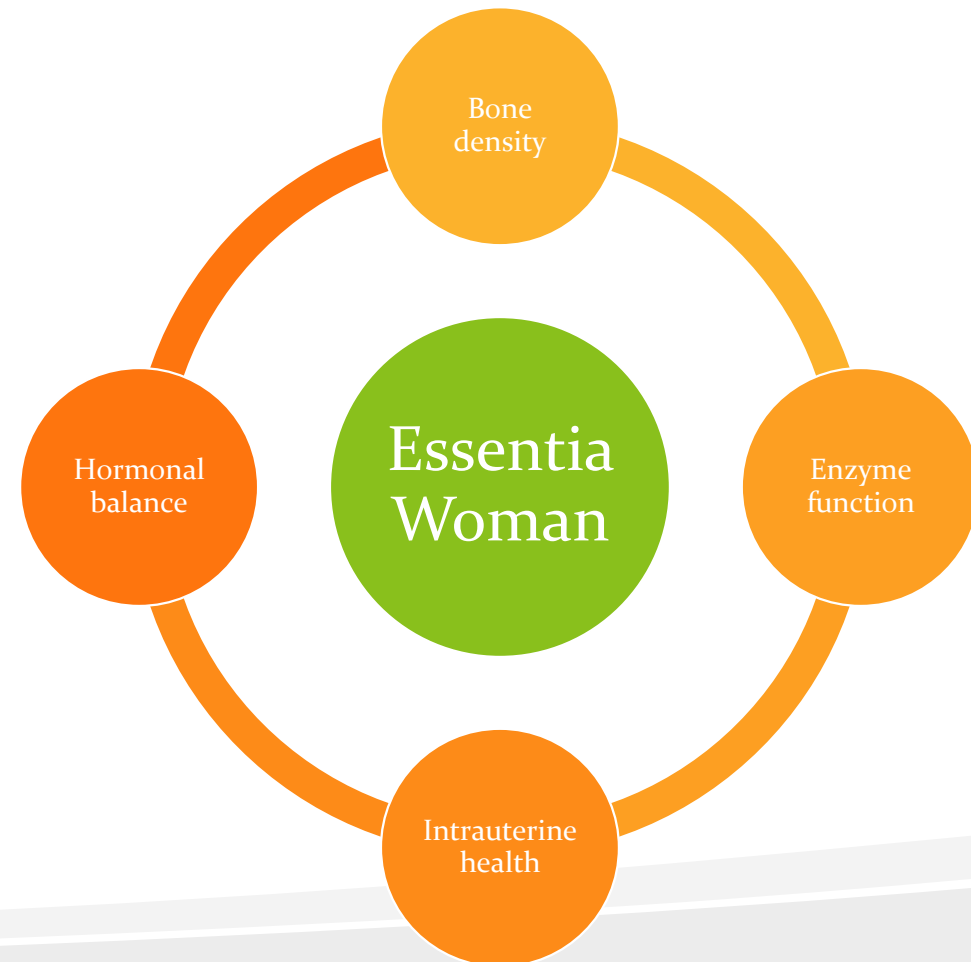 Bone
density
Hormonal
balance
Essentia
Woman
Enzyme
function
Intrauterine
health